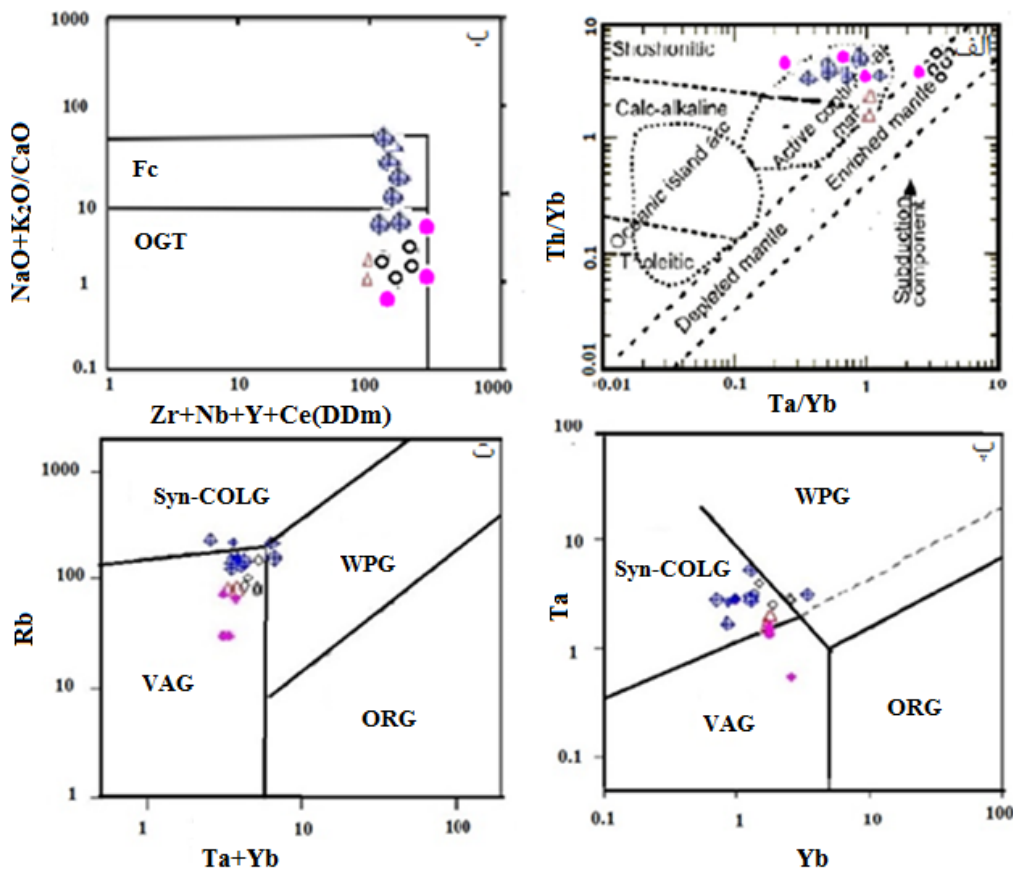 1000
100
10
1
0.1
NaO+K₂O/CaO
Fc
OGT
1
10
100
1000
Zr+Nb+Y+Ce(DDm)
الف
10
1
0.1
0.01
Th/Yb
Shoshonitic
Calc-alkaline
Oceanic island arc
Active
Enriched mantle
Depleted mantle
Subduction
component
0.01
0.1
1
10
Ta/Yb
1000
100
10
1
Rb
Syn-COLG
WPG
VAG
ORG
1
10
100
Ta+Yb
100
10
1
0.1
Ta
WPG
Syn-COLG
VAG
ORG
0.1
1
10
100
Yb